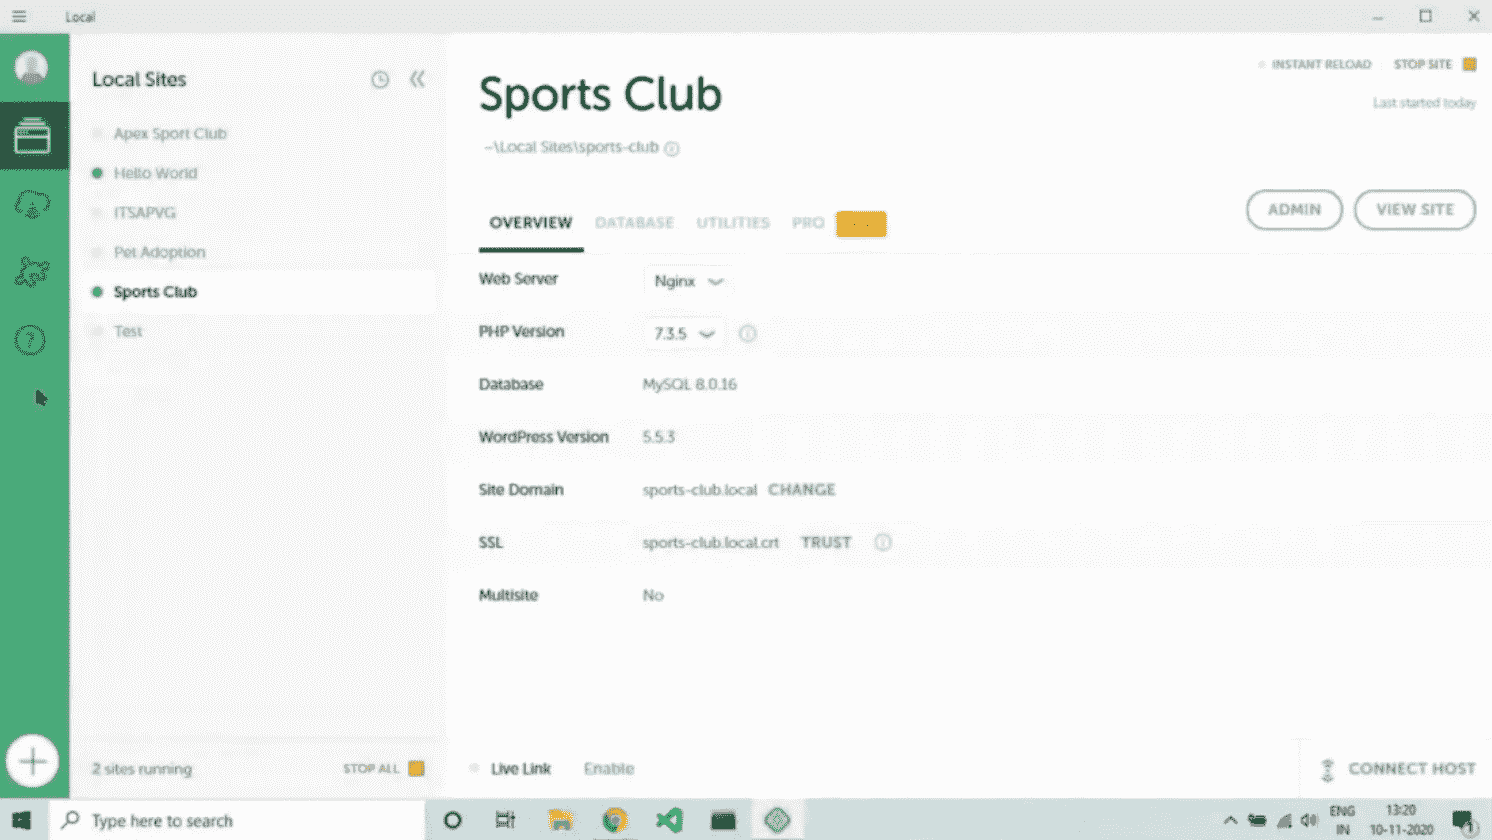 Local
Local Sites
Apex Sport Club
Hello World
ITSAPVG
Pet Adoption
Sports Club
Test
2 sites running
STOP ALL
Sports Club
~\Local Sites\sports-club
INSTANT RELOAD STOP SITE
Last started today
OVERVIEW DATABASE UTILITIES PRO
ADMIN VIEW SITE
Web Server Nginx
PHP Version 7.3.5
Database MySQL 8.0.16
WordPress Version 5.5.3
Site Domain sports-club.local CHANGE
SSL sports-club.local.crt TRUST
Multisite No
Live Link Enable
CONNECT HOST
Type here to search
ENG
IN
13:20
10-11-2020